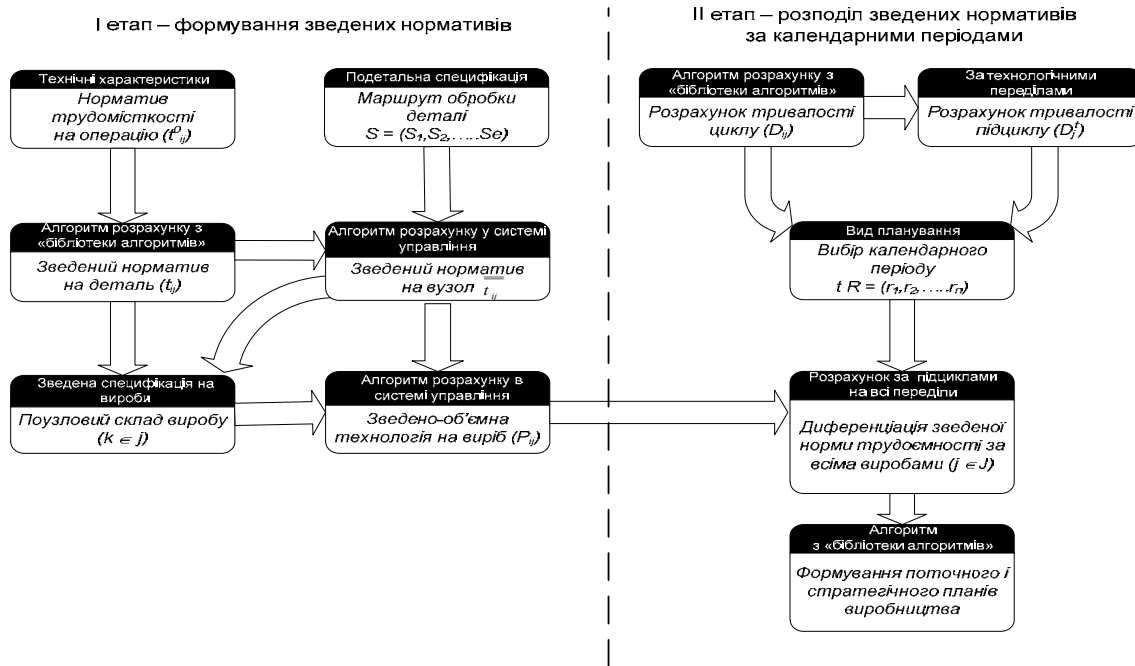 І етап – формування зведених нормативів
Технічні характеристики
Норматив
трудомісткості
на операцію (t⁰ij)
Подетальна специфікація
Маршрут обробки
деталі
S = (S1,S2,....Se)
Алгоритм розрахунку з
«бібліотеки алгоритмів»
Зведений норматив
на деталь (tij)
Алгоритм розрахунку у системі
управління
Зведений норматив
на вузол tij
Зведена специфікація на
вироби
Поузловий склад виробу
(k ∈ j)
Алгоритм розрахунку в
системі управління
Зведено-об'ємна
технологія на виріб (Pij)
ІІ етап – розподіл зведених нормативів
за календарними періодами
Алгоритм розрахунку з
«бібліотеки алгоритмів»
Розрахунок тривалості
циклу (Dij)
За технологічними
переділами
Розрахунок тривалості
підциклу (Djt)
Вид планування
Вибір календарного
періоду
t R = (r1,r2,....rn)
Розрахунок за підциклами
на всі переділи
Диференціація зведеної
норми трудоємності за
всіма виробами (j ∈ J)
Алгоритм
з «бібліотеки алгоритмів»
Формування поточного і
стратегічного планів
виробництва